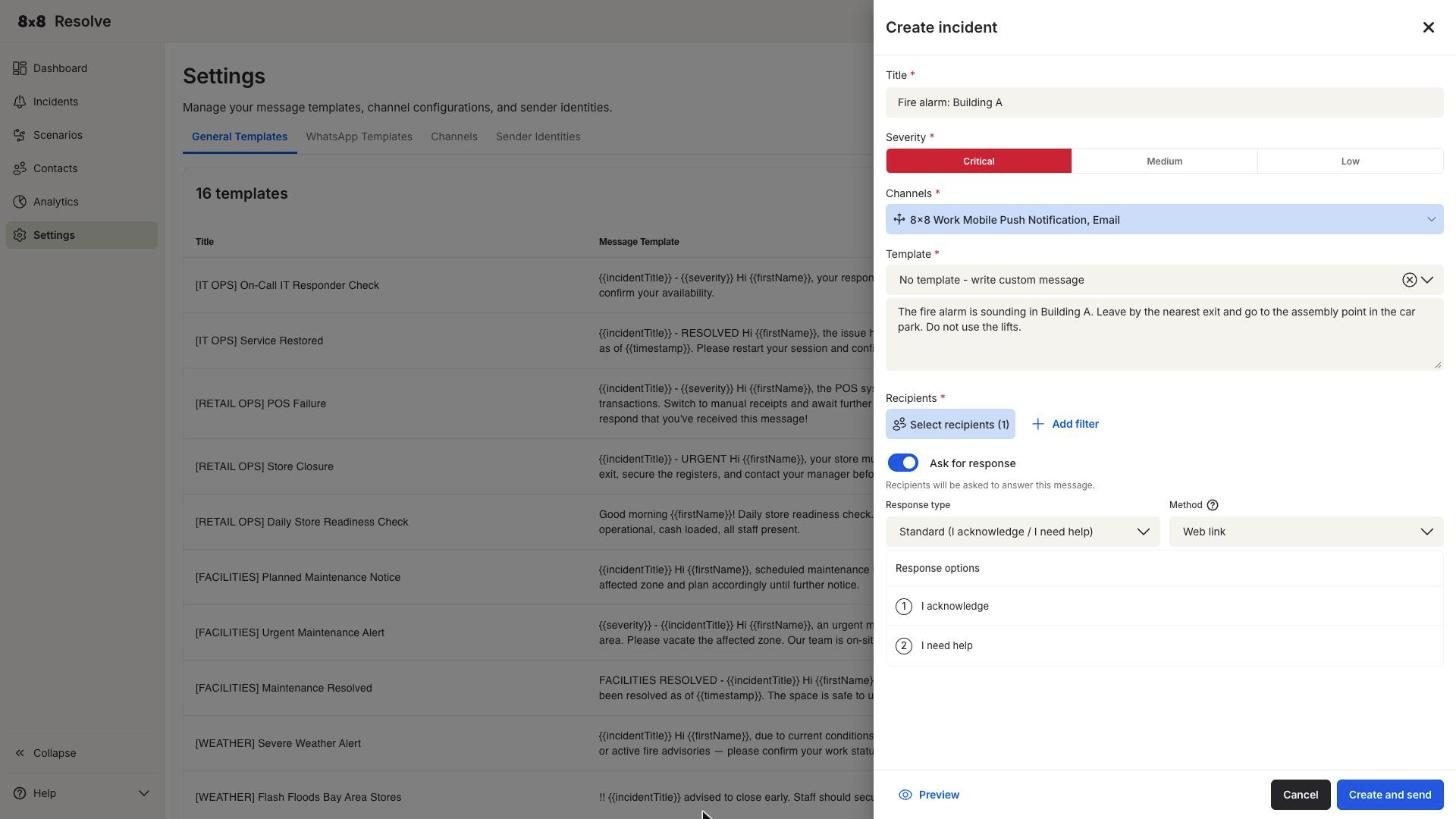 8x8 Resolve
Dashboard
Incidents
Scenarios
Contacts
Analytics
Settings
Collapse
Help
Settings
Manage your message templates, channel configurations, and sender identities.
General Templates WhatsApp Templates Channels Sender Identities
16 templates
Title Message Template
[IT OPS] On-Call IT Responder Check
{{incidentTitle}} - {{severity}} Hi {{firstName}}, your respon
confirm your availability.
[IT OPS] Service Restored
{{incidentTitle}} - RESOLVED Hi {{firstName}}, the issue h
as of {{timestamp}}. Please restart your session and confi
[RETAIL OPS] POS Failure
{{incidentTitle}} - {{severity}} Hi {{firstName}}, the POS sys
transactions. Switch to manual receipts and await further
respond that you've received this message!
[RETAIL OPS] Store Closure
{{incidentTitle}} - URGENT Hi {{firstName}}, your store mu
exit, secure the registers, and contact your manager befo
[RETAIL OPS] Daily Store Readiness Check
Good morning {{firstName}}! Daily store readiness check.
operational, cash loaded, all staff present.
[FACILITIES] Planned Maintenance Notice
{{incidentTitle}} Hi {{firstName}}, scheduled maintenance
affected zone and plan accordingly until further notice.
[FACILITIES] Urgent Maintenance Alert
{{severity}} - {{incidentTitle}} Hi {{firstName}}, an urgent m
area. Please vacate the affected zone. Our team is on-sit
[FACILITIES] Maintenance Resolved
FACILITIES RESOLVED - {{incidentTitle}} Hi {{firstName}},
been resolved as of {{timestamp}}. The space is safe to u
[WEATHER] Severe Weather Alert
{{incidentTitle}} Hi {{firstName}}, due to current conditions
or active fire advisories — please confirm your work statu
[WEATHER] Flash Floods Bay Area Stores
!! {{incidentTitle}} advised to close early. Staff should secu
Create incident
Title *
Fire alarm: Building A
Severity *
Critical Medium Low
Channels *
8x8 Work Mobile Push Notification, Email
Template *
No template - write custom message
The fire alarm is sounding in Building A. Leave by the nearest exit and go to the assembly point in the car
park. Do not use the lifts.
Recipients *
Select recipients (1) Add filter
Ask for response
Recipients will be asked to answer this message.
Response type Method
Standard (I acknowledge / I need help) Web link
Response options
1 I acknowledge
2 I need help
Preview Cancel Create and send